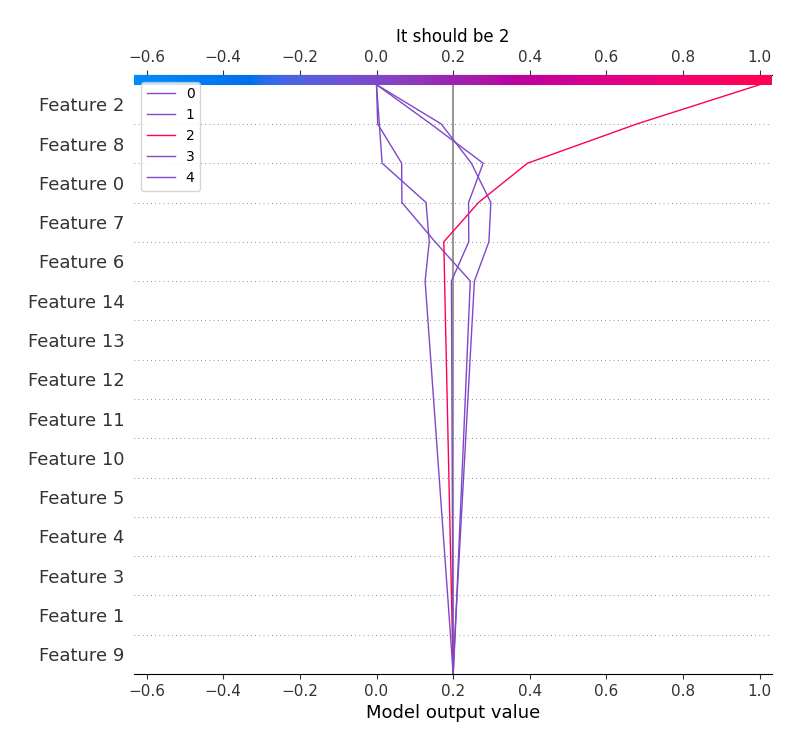 It should be 2
−0.6 −0.4 −0.2 0.0 0.2 0.4 0.6 0.8 1.0
0
1
2
3
4
Feature 2
Feature 8
Feature 0
Feature 7
Feature 6
Feature 14
Feature 13
Feature 12
Feature 11
Feature 10
Feature 5
Feature 4
Feature 3
Feature 1
Feature 9
−0.6 −0.4 −0.2 0.0 0.2 0.4 0.6 0.8 1.0
Model output value